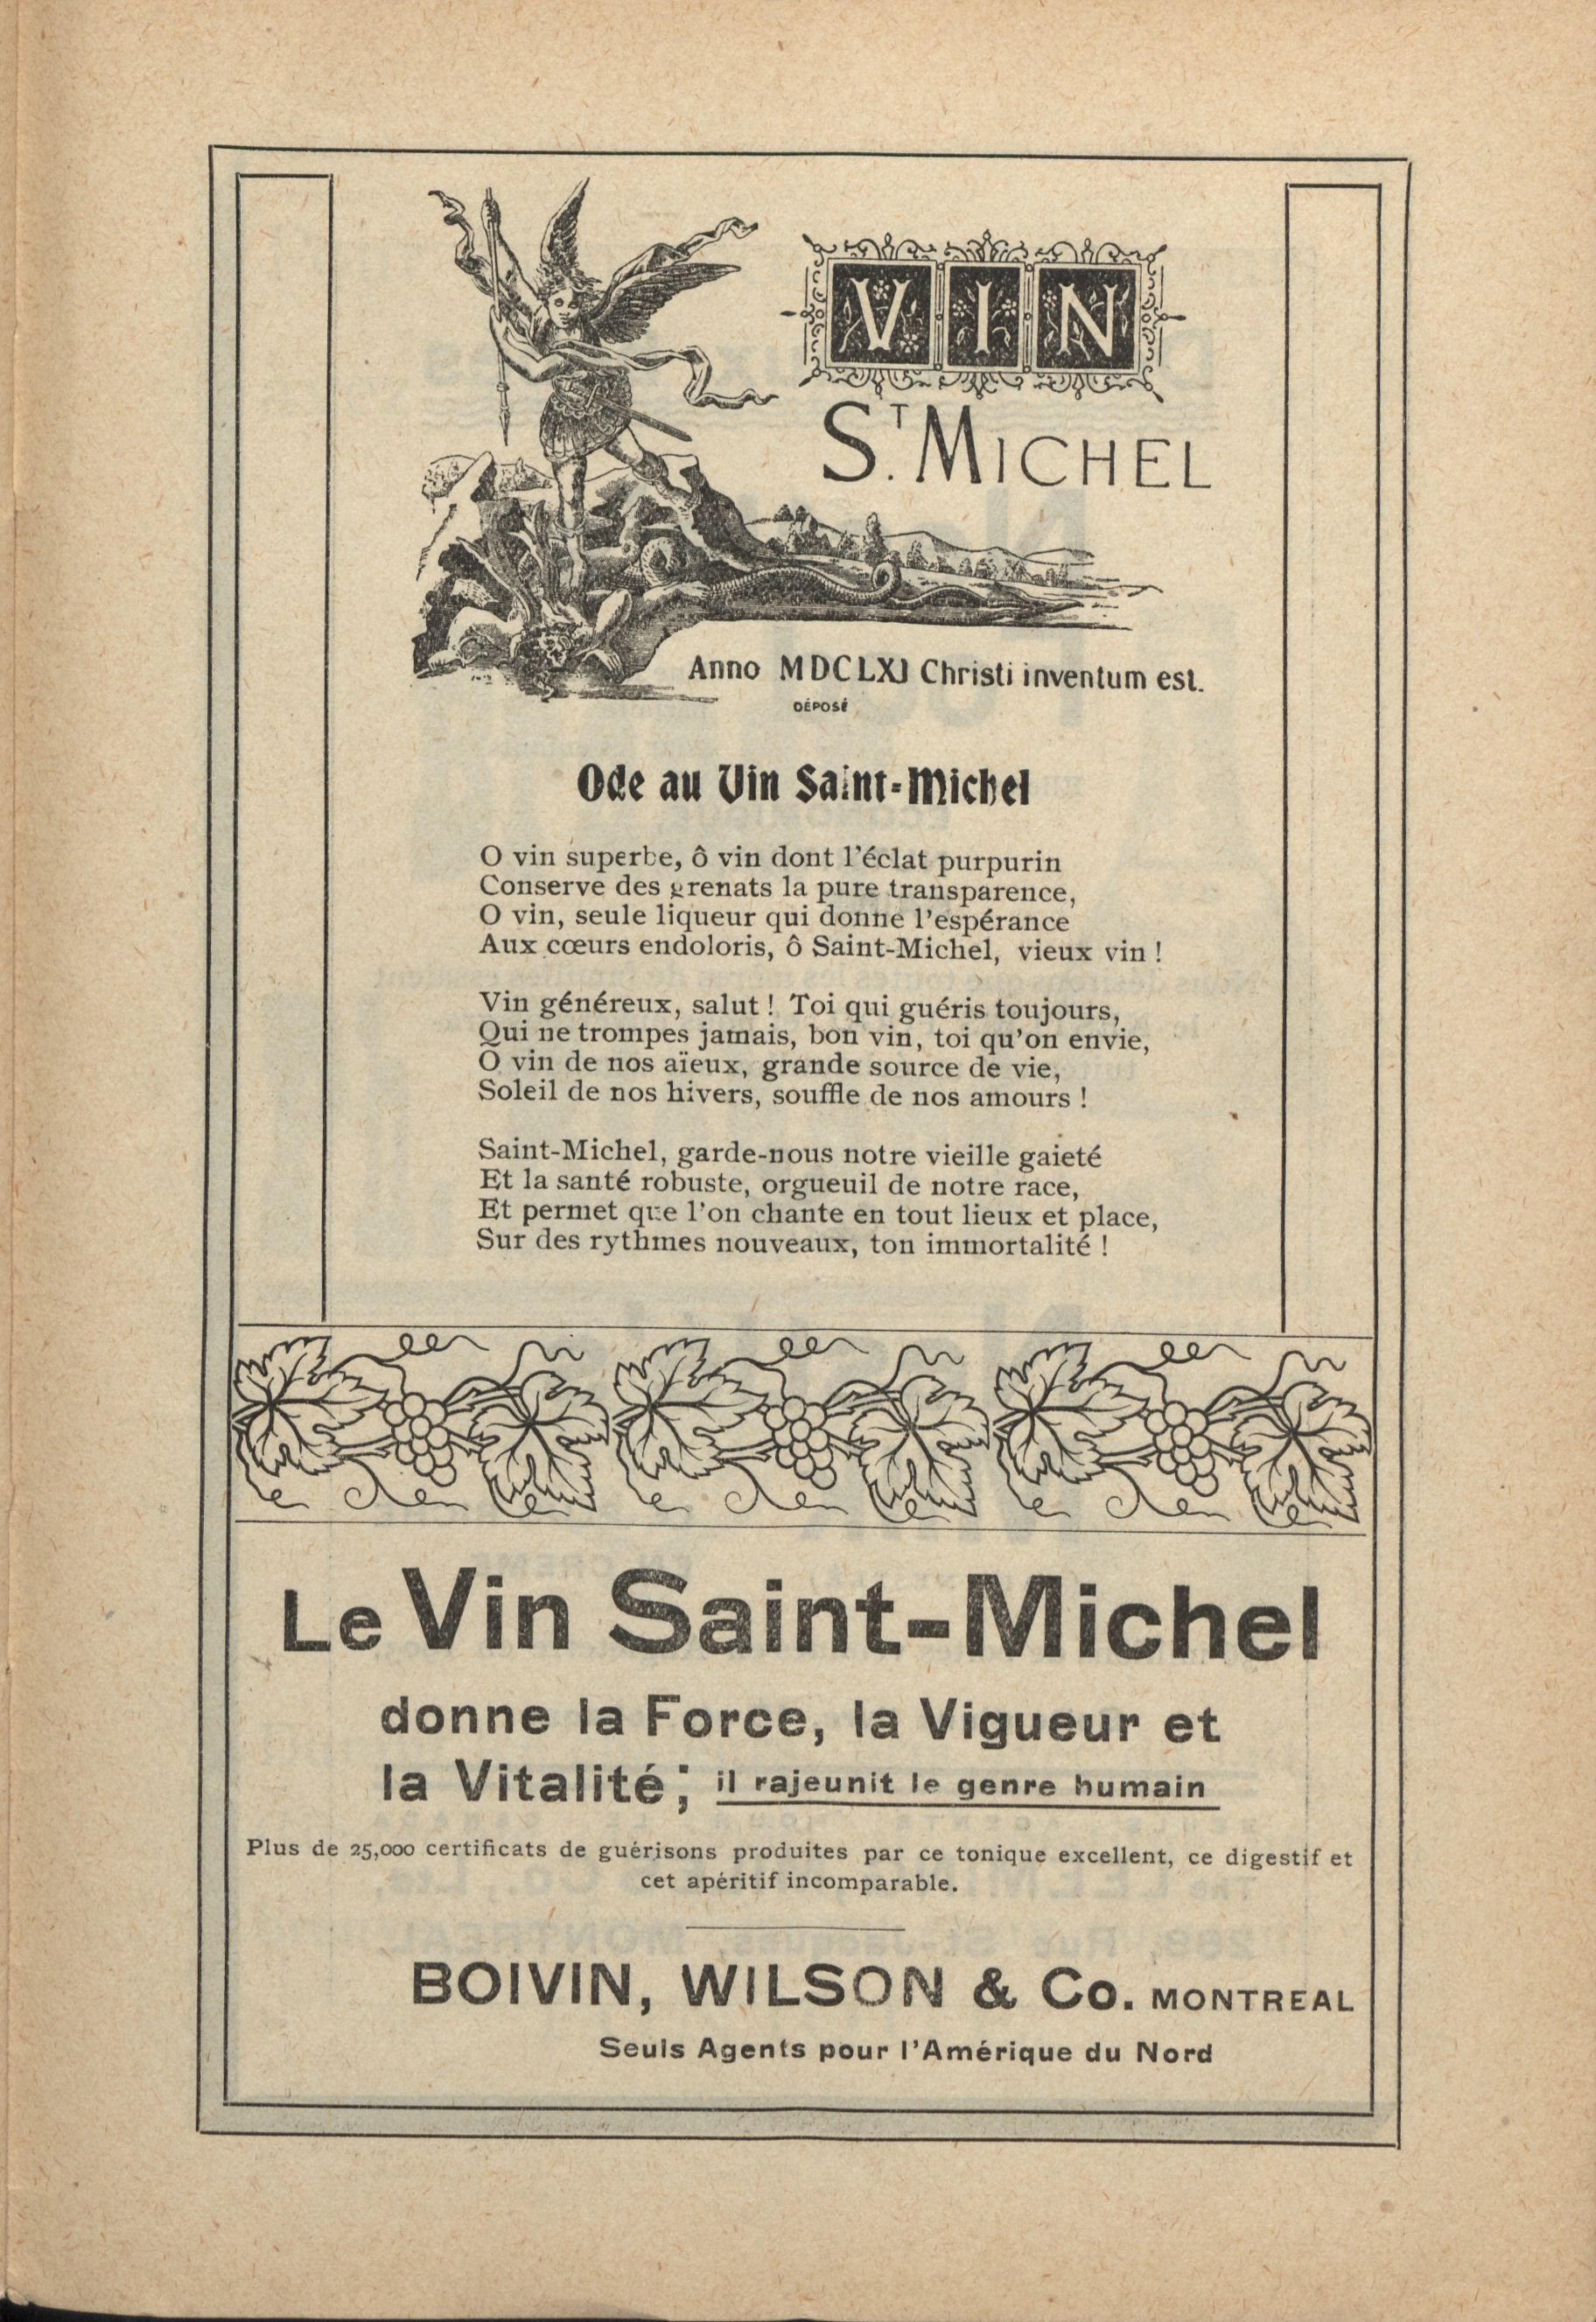 VIN
ST. MICHEL
Anno MDCLXI Christi inventum est.
DÉPOSÉ
Ode au Vin Saint-Michel
O vin superbe, ô vin dont l'éclat purpurin
Conserve des grenats la pure transparence,
O vin, seule liqueur qui donne l'espérance
Aux cœurs endoloris, ô Saint-Michel, vieux vin !
Vin généreux, salut ! Toi qui guéris toujours,
Qui ne trompes jamais, bon vin, toi qu'on envie,
O vin de nos aïeux, grande source de vie,
Soleil de nos hivers, souffle de nos amours !
Saint-Michel, garde-nous notre vieille gaieté
Et la santé robuste, orgueuil de notre race,
Et permet que l'on chante en tout lieux et place,
Sur des rythmes nouveaux, ton immortalité !
Le Vin Saint-Michel
donne la Force, la Vigueur et
la Vitalité; il rajeunit le genre humain
Plus de 25,000 certificats de guérisons produites par ce tonique excellent, ce digestif et
cet apéritif incomparable.
BOIVIN, WILSON & Co. MONTREAL
Seuls Agents pour l'Amérique du Nord